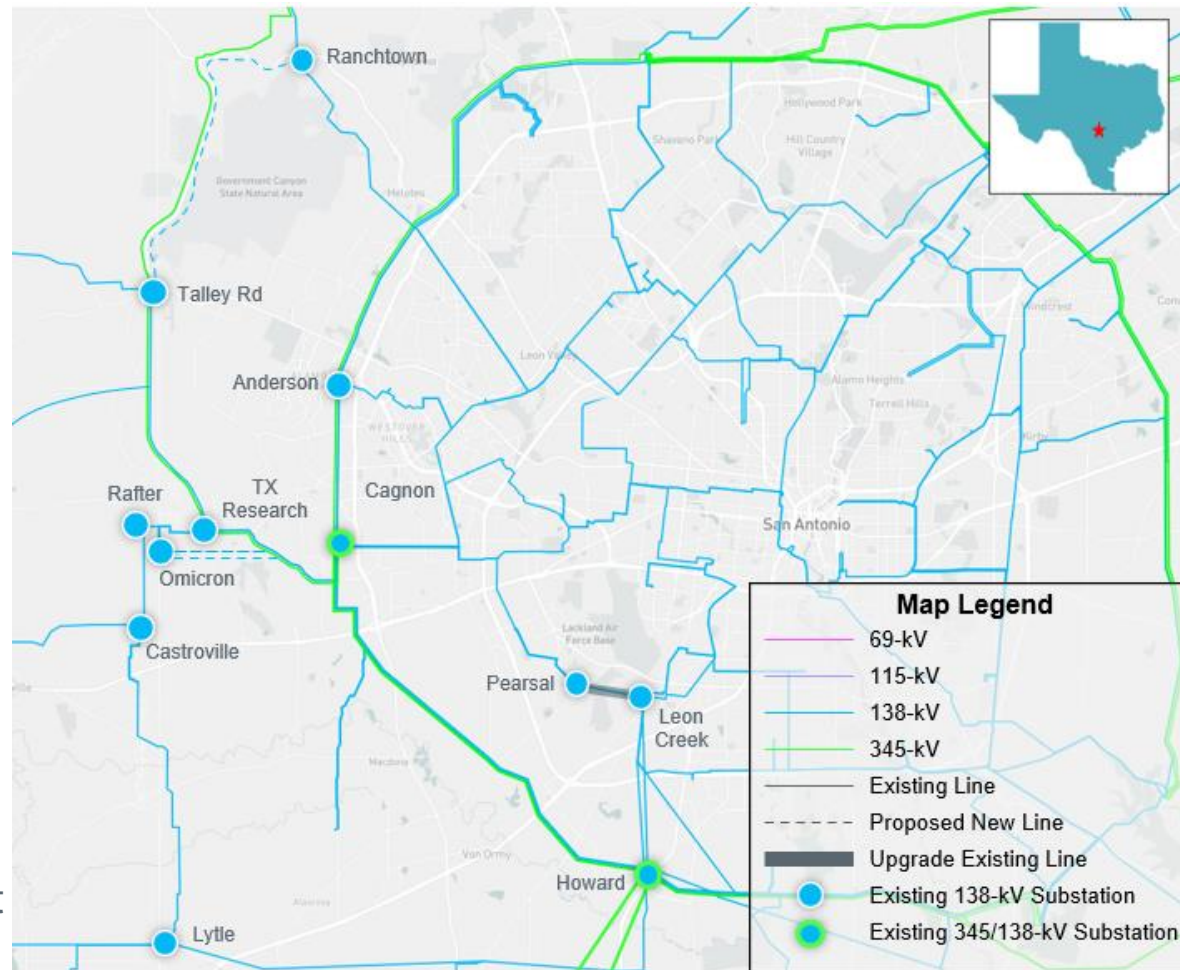 Ranchtown
Hollywood Park
Shavano Park
Hill Country
Village
Government Canyon
State Natural Area
Helotes
Talley Rd
Windcrest
Leon Valley
Anderson
Alamo Heights
Terrell Hills
WESTOVER
HILLS
Kirby
Cagnon
TX
Research
Rafter
San Antonio
Omicron
Lackland Air
Force Base
Castroville
Pearsal
Leon
Creek
Macdona
Von Ormy
Howard
Lytle
Map Legend
69-kV
115-kV
138-kV
345-kV
Existing Line
Proposed New Line
Upgrade Existing Line
Existing 138-kV Substation
Existing 345/138-kV Substation